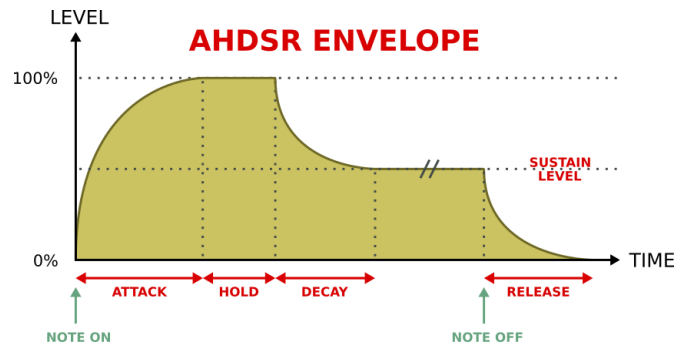 LEVEL
AHDSR ENVELOPE
100%
SUSTAIN
LEVEL
0%
TIME
ATTACK
HOLD
DECAY
RELEASE
NOTE ON
NOTE OFF